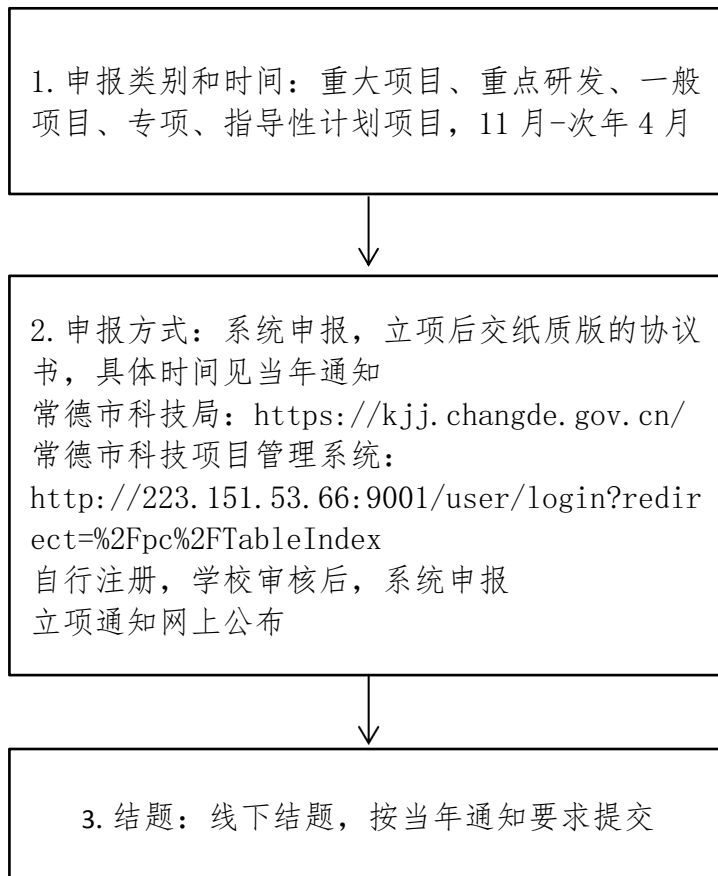 1.申报类别和时间：重大项目、重点研发、一般
项目、专项、指导性计划项目，11月-次年4月
2.申报方式：系统申报，立项后交纸质版的协议
书，具体时间见当年通知
常德市科技局：https://kjj.changde.gov.cn/
常德市科技项目管理系统：
http://223.151.53.66:9001/user/login?redir
ect=%2Fpc%2FTableIndex
自行注册，学校审核后，系统申报
立项通知网上公布
3.结题：线下结题，按当年通知要求提交